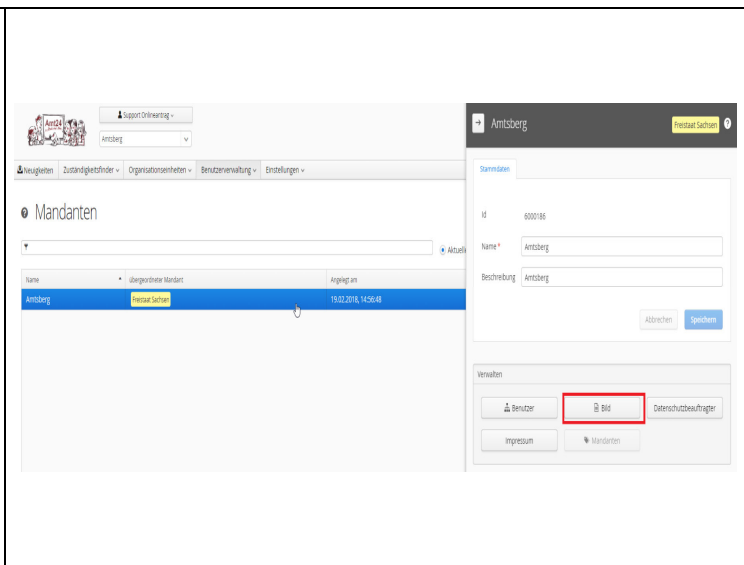 Amt24
Support Onlineantrag
Amtsberg
Neuigkeiten Zuständigkeitsfinder Organisationseinheiten Benutzerverwaltung Einstellungen
Mandanten
Aktuelle
Name übergeordneter Mandant Angelegt am
Amtsberg Freistaat Sachsen 19.02.2018, 14:56:48
Amtsberg Freistaat Sachsen
Stammdaten
Id 6000186
Name * Amtsberg
Beschreibung Amtsberg
Abbrechen Speichern
Verwalten
Benutzer Bild Datenschutzbeauftragter
Impressum Mandanten